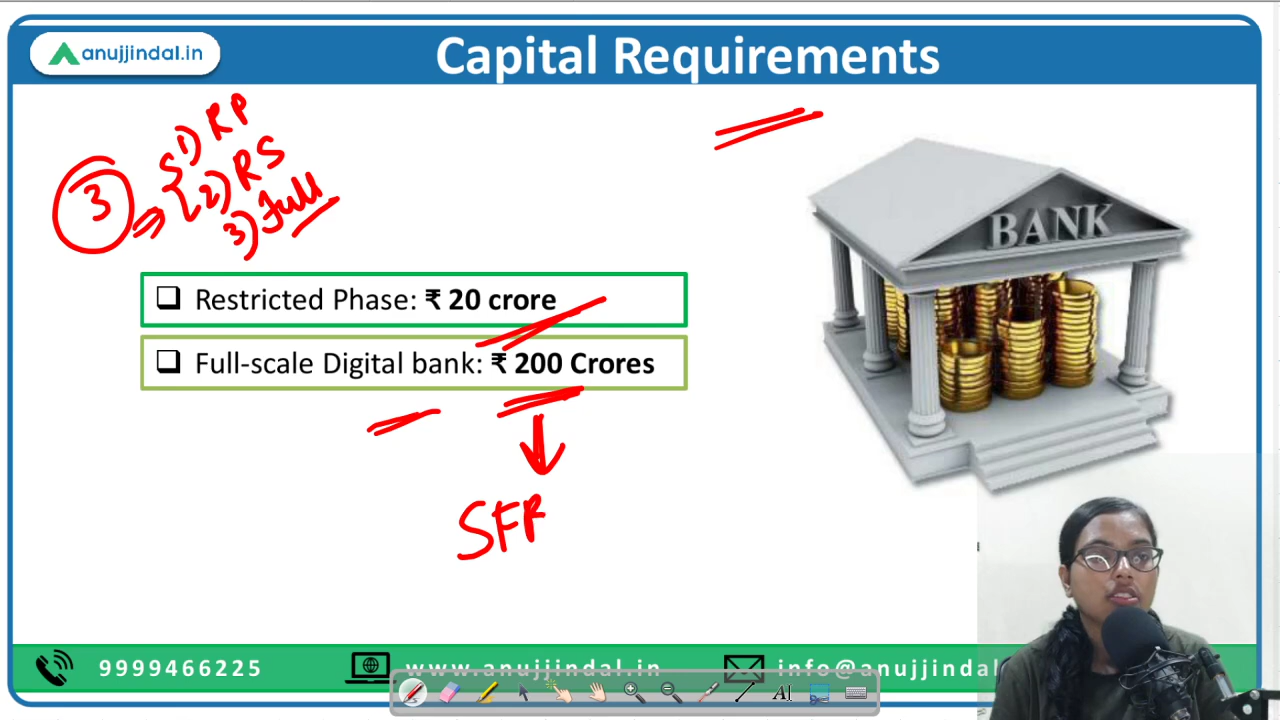 anujjindal.in
Capital Requirements
3
1) RP
2) RS
3) Full
BANK
❑ Restricted Phase: ₹ 20 crore
❑ Full-scale Digital bank: ₹ 200 Crores
9999466225
www.anujjindal.in
info@anujjindal
A